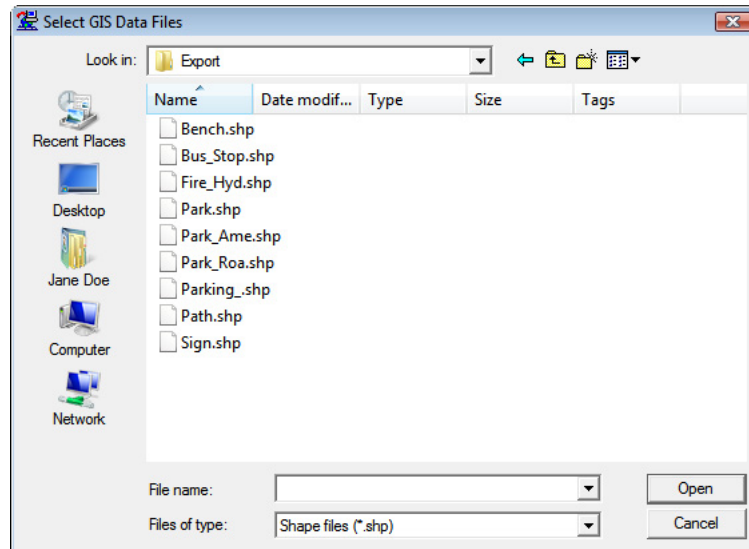 Select GIS Data Files
Look in: Export
Name Date modif... Type Size Tags
Bench.shp
Bus_Stop.shp
Fire_Hyd.shp
Park.shp
Park_Ame.shp
Park_Roa.shp
Parking_.shp
Path.shp
Sign.shp
Recent Places
Desktop
Jane Doe
Computer
Network
File name: Open
Files of type: Shape files (*.shp) Cancel